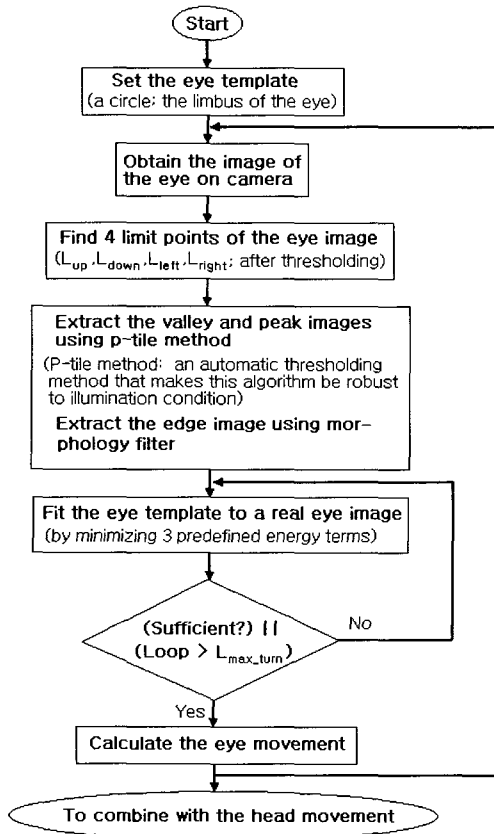 Start
Set the eye template
(a circle: the limbus of the eye)
Obtain the image of
the eye on camera
Find 4 limit points of the eye image
(Lup,Ldown,Lleft,Lright; after thresholding)
Extract the valley and peak images
using p-tile method
(P-tile method: an automatic thresholding
method that makes this algorithm be robust
to illumination condition)
Extract the edge image using mor-
phology filter
Fit the eye template to a real eye image
(by minimizing 3 predefined energy terms)
(Sufficient?) ||
(Loop > Lmax_turn)
No
Yes
Calculate the eye movement
To combine with the head movement